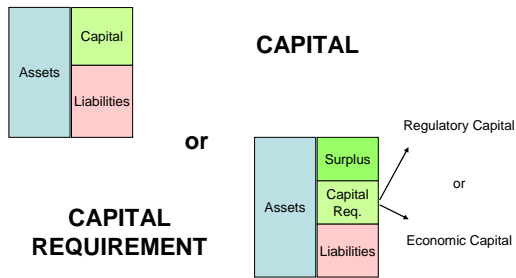 Assets
Capital
Liabilities
CAPITAL
or
CAPITAL
REQUIREMENT
Assets
Surplus
Capital
Req.
Liabilities
Regulatory Capital
or
Economic Capital